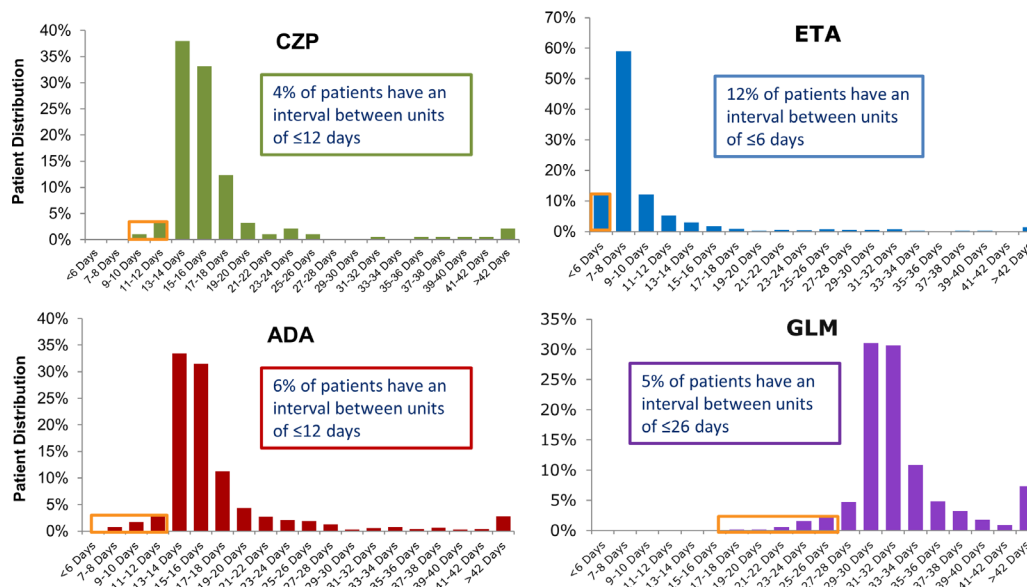 CZP
Patient Distribution
40%
35%
30%
25%
20%
15%
10%
5%
0%
4% of patients have an
interval between units
of ≤12 days
<6 Days
7-8 Days
9-10 Days
11-12 Days
13-14 Days
15-16 Days
17-18 Days
19-20 Days
21-22 Days
23-24 Days
25-26 Days
27-28 Days
29-30 Days
31-32 Days
33-34 Days
35-36 Days
37-38 Days
39-40 Days
41-42 Days
>42 Days
ETA
70%
60%
50%
40%
30%
20%
10%
0%
12% of patients have an
interval between units
of ≤6 days
<6 Days
7-8 Days
9-10 Days
11-12 Days
13-14 Days
15-16 Days
17-18 Days
19-20 Days
21-22 Days
23-24 Days
25-26 Days
27-28 Days
29-30 Days
31-32 Days
33-34 Days
35-36 Days
37-38 Days
39-40 Days
41-42 Days
>42 Days
ADA
Patient Distribution
40%
35%
30%
25%
20%
15%
10%
5%
0%
6% of patients have an
interval between units
of ≤12 days
<6 Days
7-8 Days
9-10 Days
11-12 Days
13-14 Days
15-16 Days
17-18 Days
19-20 Days
21-22 Days
23-24 Days
25-26 Days
27-28 Days
29-30 Days
31-32 Days
33-34 Days
35-36 Days
37-38 Days
39-40 Days
41-42 Days
>42 Days
GLM
35%
30%
25%
20%
15%
10%
5%
0%
5% of patients have an
interval between units
of ≤26 days
<6 Days
7-8 Days
9-10 Days
11-12 Days
13-14 Days
15-16 Days
17-18 Days
19-20 Days
21-22 Days
23-24 Days
25-26 Days
27-28 Days
29-30 Days
31-32 Days
33-34 Days
35-36 Days
37-38 Days
39-40 Days
41-42 Days
>42 Days